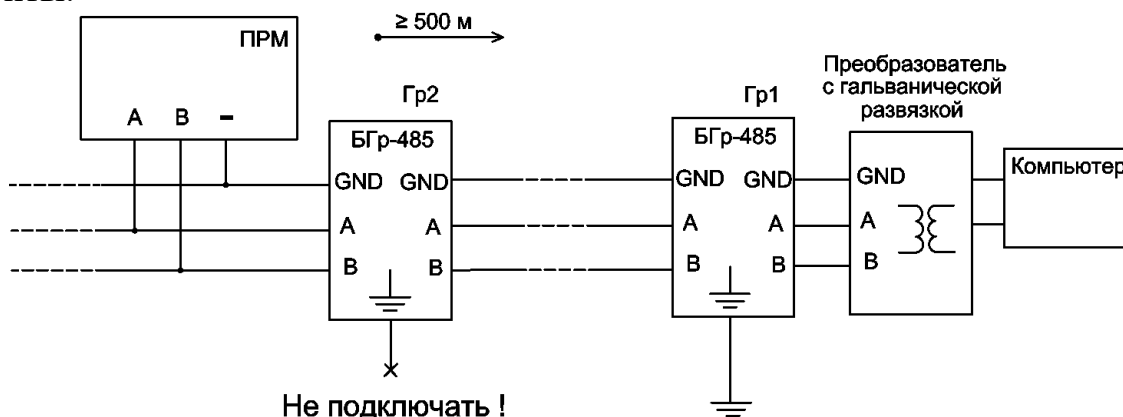 ПРМ
≥ 500 м
А В –
Гр2
БГр-485
GND GND
А А
В В
Не подключать !
Гр1
БГр-485
GND GND
А А
В В
Преобразователь
с гальванической
развязкой
GND
А
В
Компьютер